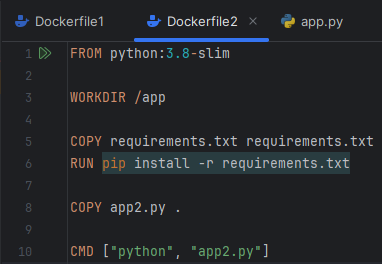 Dockerfile1 Dockerfile2 × app.py
1 FROM python:3.8-slim
2
3 WORKDIR /app
4
5 COPY requirements.txt requirements.txt
6 RUN pip install -r requirements.txt
7
8 COPY app2.py .
9
10 CMD ["python", "app2.py"]